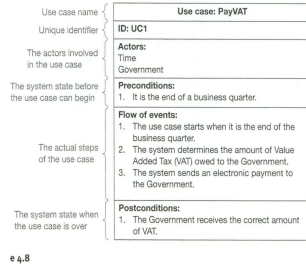 Use case name
Use case: PayVAT
Unique identifier
ID: UC1
The actors involved
in the use case
Actors:
Time
Government
The system state before
the use case can begin
Preconditions:
1. It is the end of a business quarter.
The actual steps
of the use case
Flow of events:
1. The use case starts when it is the end of the
business quarter.
2. The system determines the amount of Value
Added Tax (VAT) owed to the Government.
3. The system sends an electronic payment to
the Government.
The system state when
the use case is over
Postconditions:
1. The Government receives the correct amount
of VAT.
e 4.8